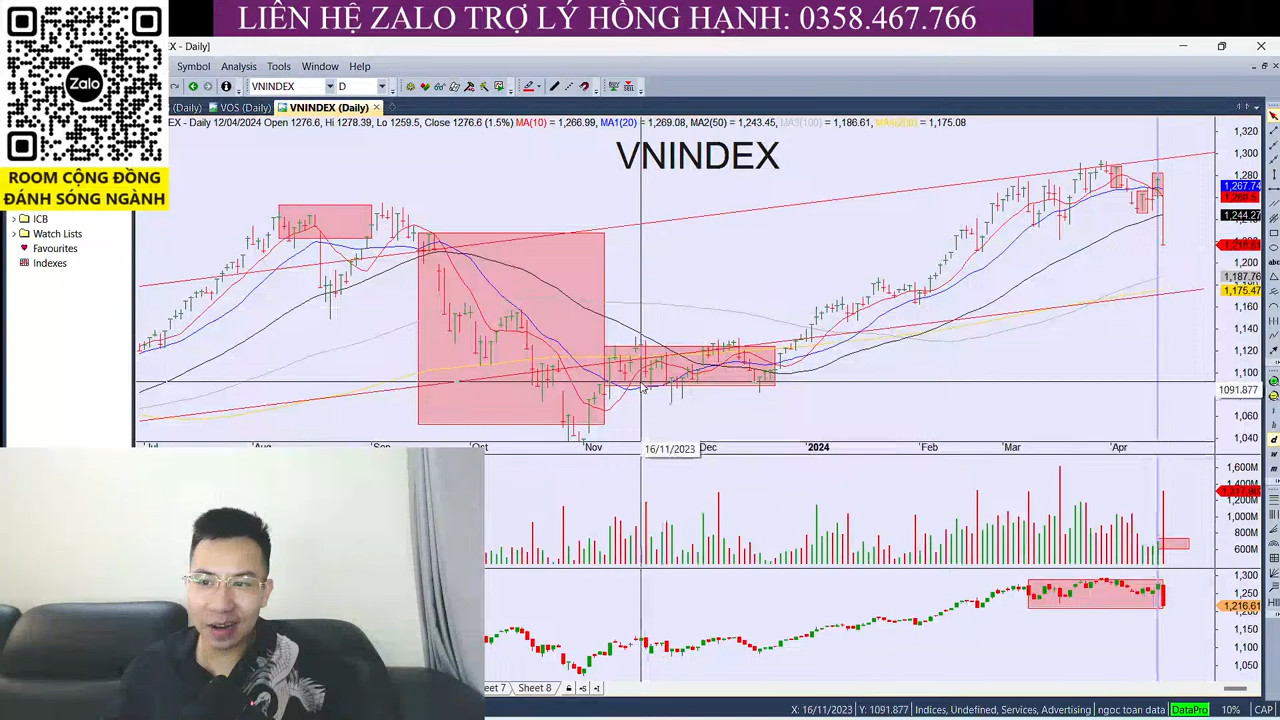 LIÊN HỆ ZALO TRỢ LÝ HỒNG HẠNH 0358.467.766
Zalo
ROOM CỘNG ĐỒNG
ĐÁNH SÓNG NGÀNH
X - Daily]
Symbol Analysis Tools Window Help
VNINDEX D
(Daily) VOS (Daily) VNINDEX (Daily)
EX - Daily 12/04/2024 Open 1276.6, Hi 1278.39, Lo 1259.5, Close 1276.6 (1.5%) MA(10) = 1,266.99, MA1(20) = 1,269.08, MA2(50) = 1,243.45, MA3(100) = 1,186.61, MA4(200) = 1,175.08
VNINDEX
ICB
Watch Lists
Favourites
Indexes
1,320
1,300
1,280
1,267.74
1,244.27
1,200
1,187.76
1,175.47
1,160
1,140
1,120
1,100
1091.877
1,060
1,040
Oct Nov 16/11/2023 Dec 2024 Feb Mar Apr
1,600M
1,400M
1,000M
800M
600M
1,300
1,250
1,216.61
1,150
1,100
1,050
eet 7 Sheet 8
X: 16/11/2023 Y: 1091.877 Indices, Undefined, Services, Advertising ngoc toan data DataPro 10% CAP